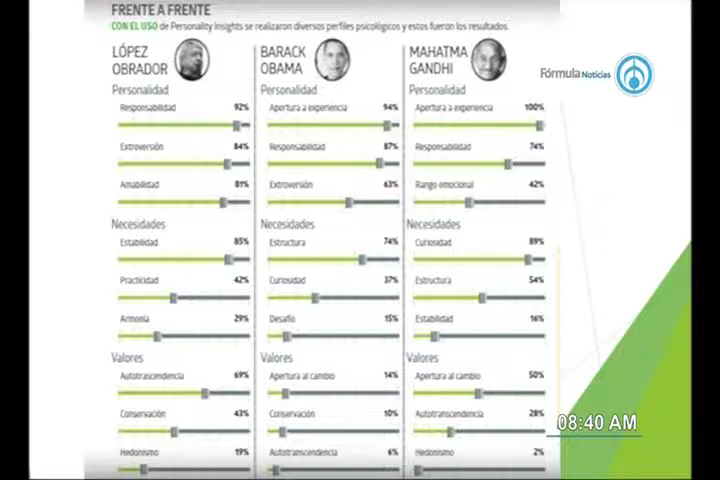 FRENTE A FRENTE
CON EL USO de Personality Insights se realizaron diversos perfiles psicológicos y estos fueron los resultados.
LÓPEZ
OBRADOR
Personalidad
Responsabilidad 92%
Extroversión 84%
Amabilidad 81%
Necesidades
Estabilidad 85%
Practicidad 42%
Armonía 29%
Valores
Autotrascendencia 69%
Conservación 43%
Hedonismo 19%
BARACK
OBAMA
Personalidad
Apertura a experiencia 94%
Responsabilidad 87%
Extroversión 63%
Necesidades
Estructura 74%
Curiosidad 37%
Desafío 15%
Valores
Apertura al cambio 14%
Conservación 10%
Autotrascendencia 6%
MAHATMA
GANDHI
Personalidad
Apertura a experiencia 100%
Responsabilidad 74%
Rango emocional 42%
Necesidades
Curiosidad 89%
Estructura 54%
Estabilidad 16%
Valores
Apertura al cambio 50%
Autotranscendencia 28%
Hedonismo 2%
Fórmula Noticias
08:40 AM